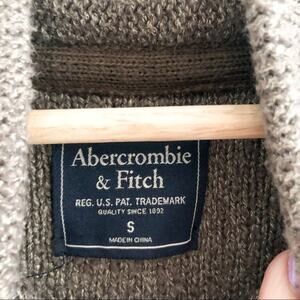 Abercrombie
& Fitch
REG. U.S. PAT. TRADEMARK
QUALITY SINCE 1892
S
MADE IN CHINA